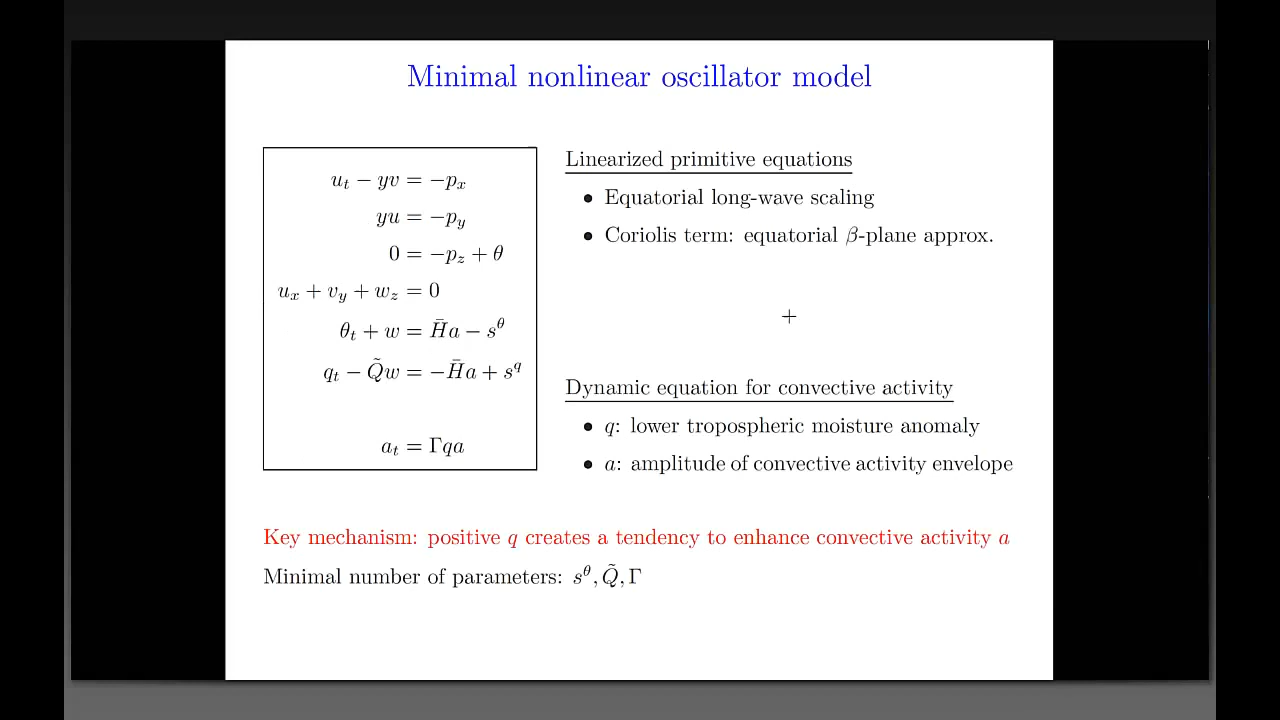 Minimal nonlinear oscillator model
u_t − yv = −p_x
yu = −p_y
0 = −p_z + θ
u_x + v_y + w_z = 0
θ_t + w = H̄a − s^θ
q_t − Q̃w = −H̄a + s^q
a_t = Γqa
Linearized primitive equations
• Equatorial long-wave scaling
• Coriolis term: equatorial β-plane approx.
+
Dynamic equation for convective activity
• q: lower tropospheric moisture anomaly
• a: amplitude of convective activity envelope
Key mechanism: positive q creates a tendency to enhance convective activity a
Minimal number of parameters: s^θ, Q̃, Γ